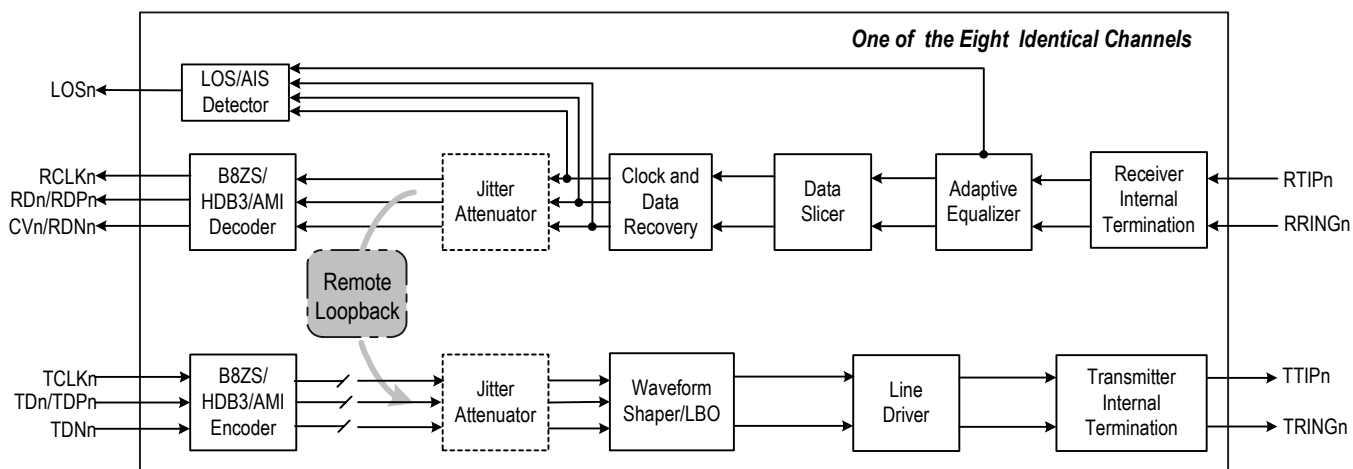 One of the Eight Identical Channels
LOSn
LOS/AIS
Detector
RCLKn
RDn/RDPn
CVn/RDNn
B8ZS/
HDB3/AMI
Decoder
Jitter
Attenuator
Clock and
Data
Recovery
Data
Slicer
Adaptive
Equalizer
Receiver
Internal
Termination
RTIPn
RRINGn
Remote
Loopback
TCLKn
TDn/TDPn
TDNn
B8ZS/
HDB3/AMI
Encoder
Jitter
Attenuator
Waveform
Shaper/LBO
Line
Driver
Transmitter
Internal
Termination
TTIPn
TRINGn